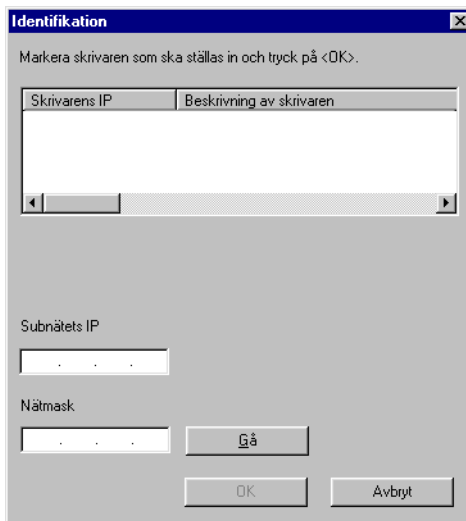 Identifikation
Markera skrivaren som ska ställas in och tryck på <OK>.
Skrivarens IP Beskrivning av skrivaren
Subnätets IP
. . .
Nätmask
. . . Gå
OK Avbryt